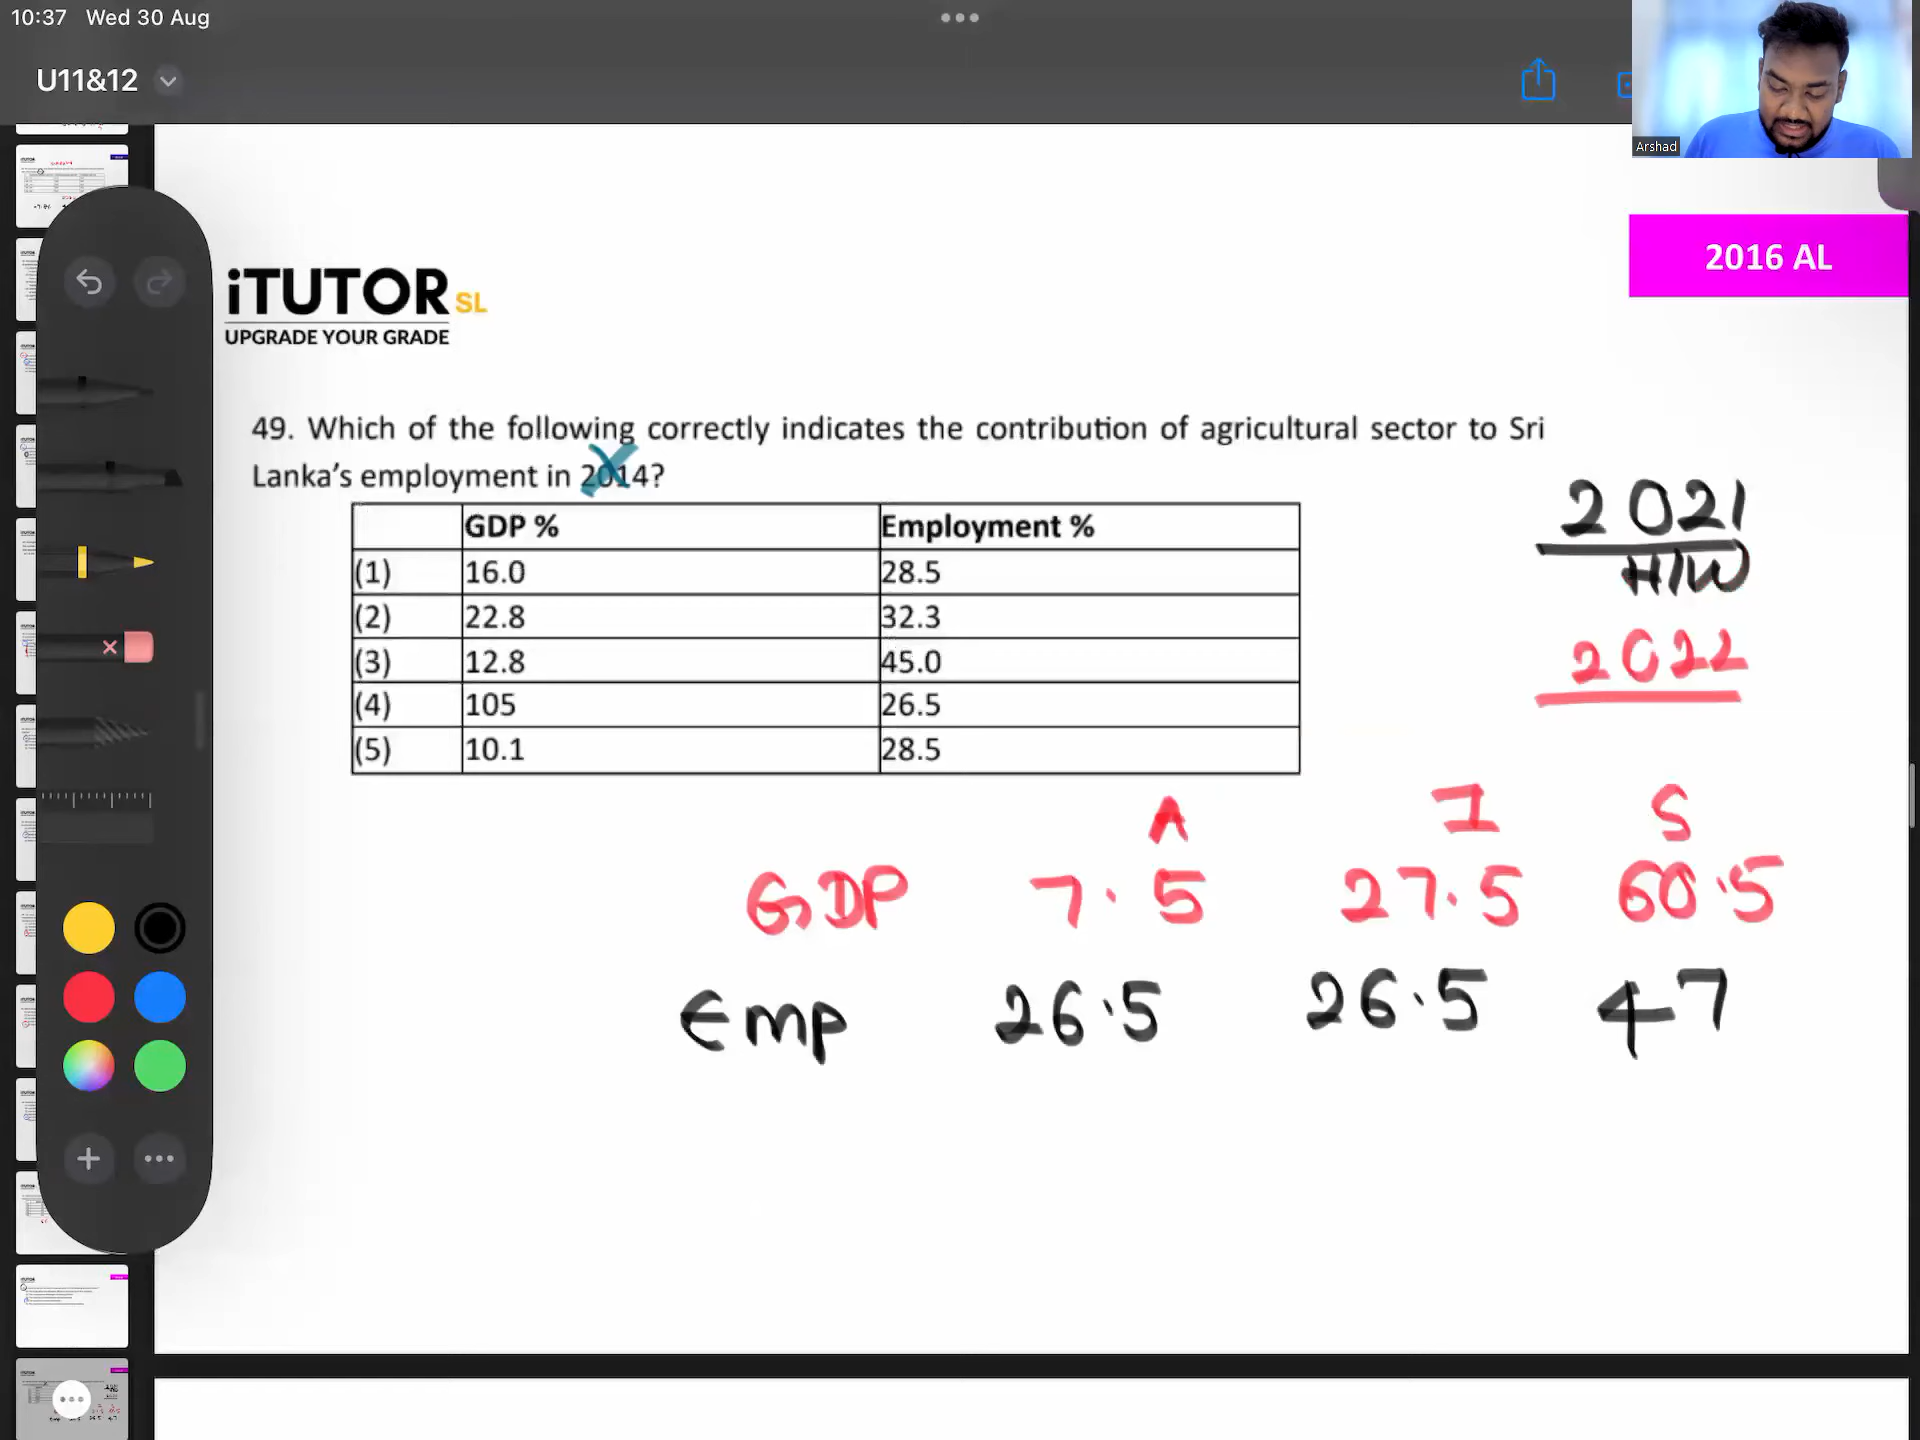 10:37 Wed 30 Aug
U11&12
Arshad
2016 AL
iTUTOR SL
UPGRADE YOUR GRADE
49. Which of the following correctly indicates the contribution of agricultural sector to Sri
Lanka's employment in 2014?
GDP % Employment %
(1) 16.0 28.5
(2) 22.8 32.3
(3) 12.8 45.0
(4) 105 26.5
(5) 10.1 28.5
2021
H/W
2022
A I S
GDP 7.5 27.5 60.5
Emp 26.5 26.5 47